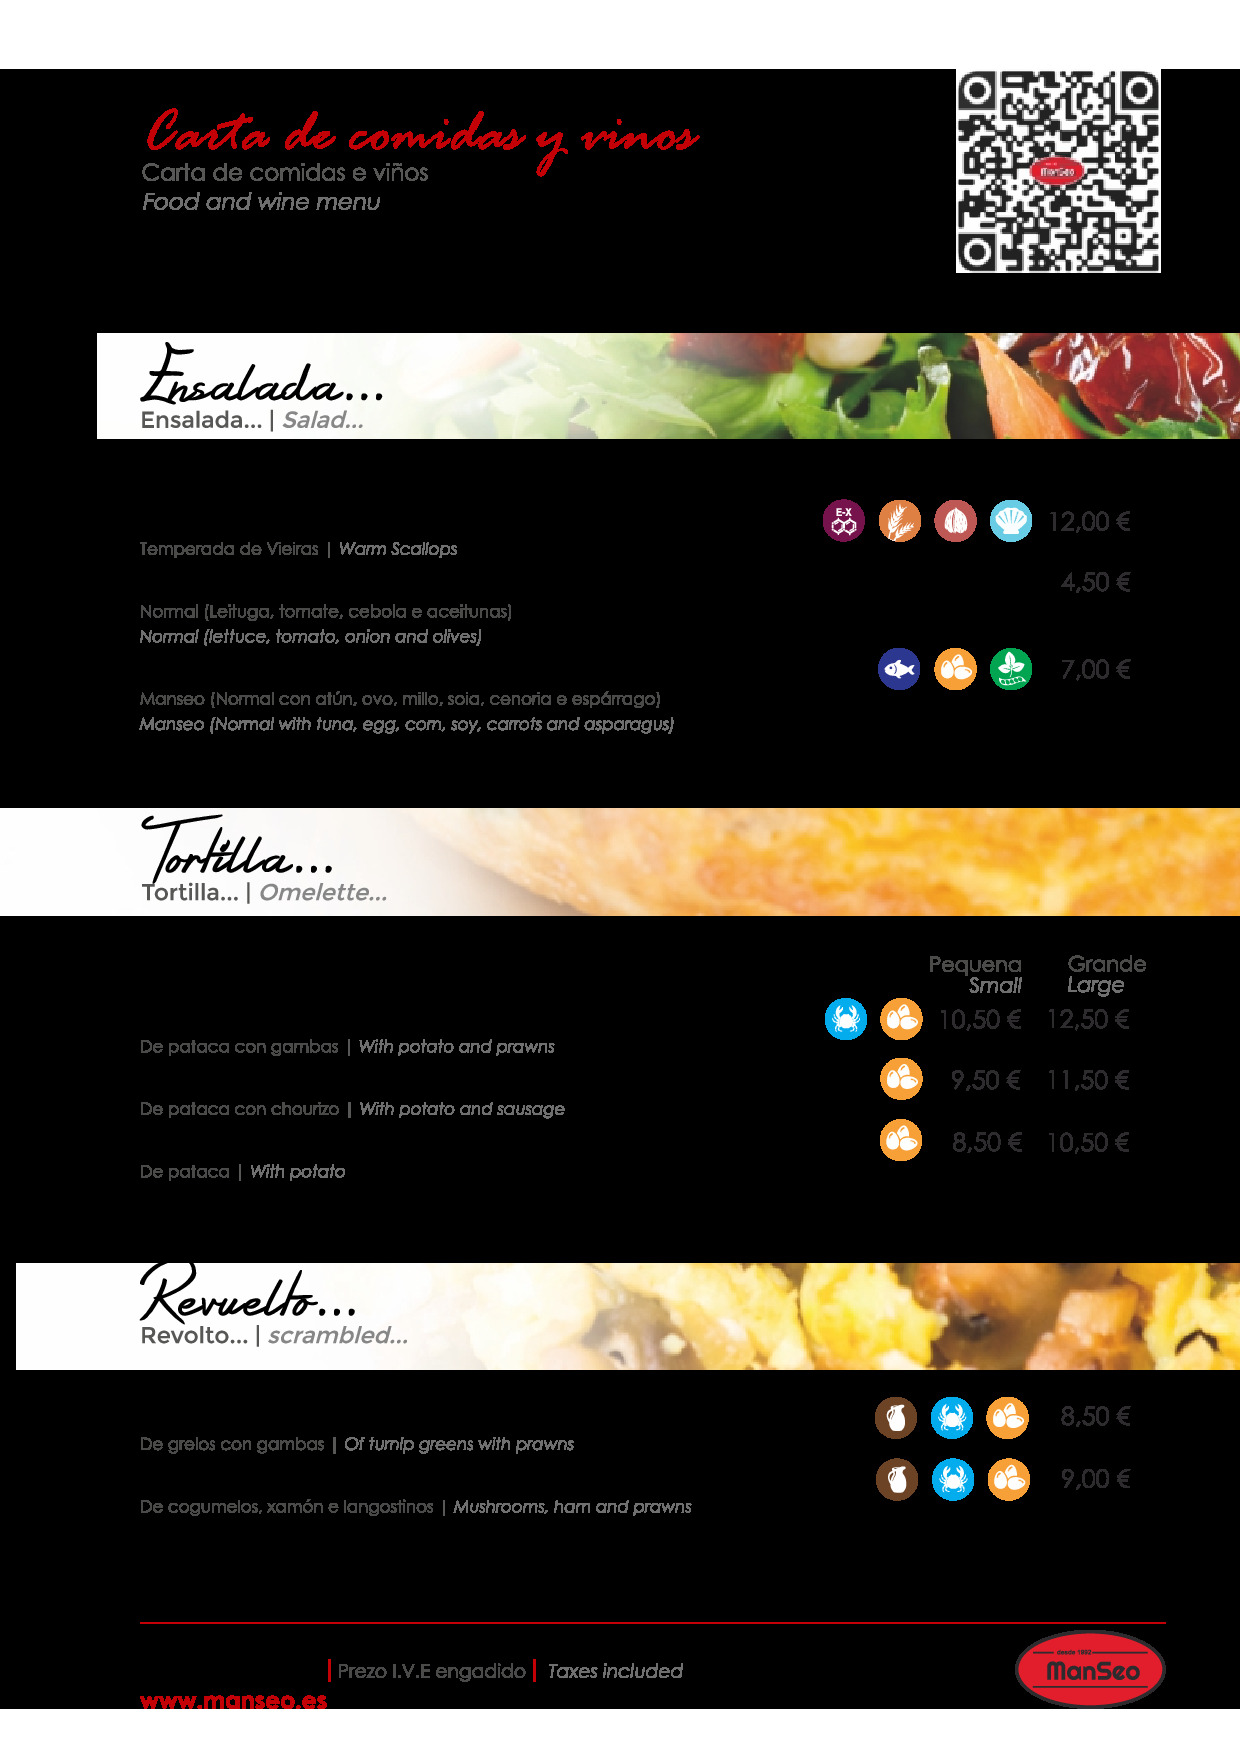 Carta de comidas y vinos
Carta de comidas e viños
Food and wine menu
ManSeo
Ensalada...
Ensalada... | Salad...
E-X
12,00 €
Temperada de Vieiras | Warm Scallops
4,50 €
Normal (Leituga, tomate, cebola e aceitunas)
Normal (lettuce, tomato, onion and olives)
7,00 €
Manseo (Normal con atún, ovo, millo, soia, cenoria e espárrago)
Manseo (Normal with tuna, egg, corn, soy, carrots and asparagus)
Tortilla...
Tortilla... | Omelette...
Pequena Grande
Small Large
10,50 € 12,50 €
De pataca con gambas | With potato and prawns
9,50 € 11,50 €
De pataca con chourizo | With potato and sausage
8,50 € 10,50 €
De pataca | With potato
Revuelto...
Revolto... | scrambled...
8,50 €
De grelos con gambas | Of turnip greens with prawns
9,00 €
De cogumelos, xamón e langostinos | Mushrooms, ham and prawns
| Prezo I.V.E engadido | Taxes included
www.manseo.es
desde 1992
ManSeo